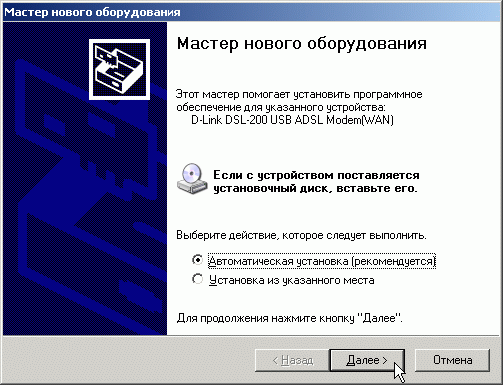 Мастер нового оборудования
Мастер нового оборудования
Этот мастер помогает установить программное
обеспечение для указанного устройства:
D-Link DSL-200 USB ADSL Modem(WAN)
Если с устройством поставляется
установочный диск, вставьте его.
Выберите действие, которое следует выполнить.
Автоматическая установка (рекомендуется)
Установка из указанного места
Для продолжения нажмите кнопку "Далее".
< Назад Далее > Отмена